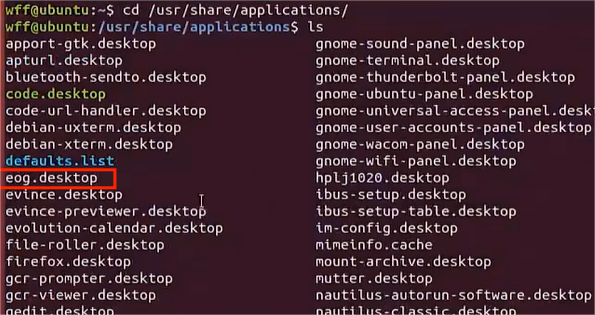 wff@ubuntu:~$ cd /usr/share/applications/
wff@ubuntu:/usr/share/applications$ ls
apport-gtk.desktop gnome-sound-panel.desktop
apturl.desktop gnome-terminal.desktop
bluetooth-sendto.desktop gnome-thunderbolt-panel.desktop
code.desktop gnome-ubuntu-panel.desktop
code-url-handler.desktop gnome-universal-access-panel.desktop
debian-uxterm.desktop gnome-user-accounts-panel.desktop
debian-xterm.desktop gnome-wacom-panel.desktop
defaults.list gnome-wifi-panel.desktop
eog.desktop hplj1020.desktop
evince.desktop ibus-setup.desktop
evince-previewer.desktop ibus-setup-table.desktop
evolution-calendar.desktop im-config.desktop
file-roller.desktop mimeinfo.cache
firefox.desktop mount-archive.desktop
gcr-prompter.desktop mutter.desktop
gcr-viewer.desktop nautilus-autorun-software.desktop
gedit.desktop nautilus-classic.desktop